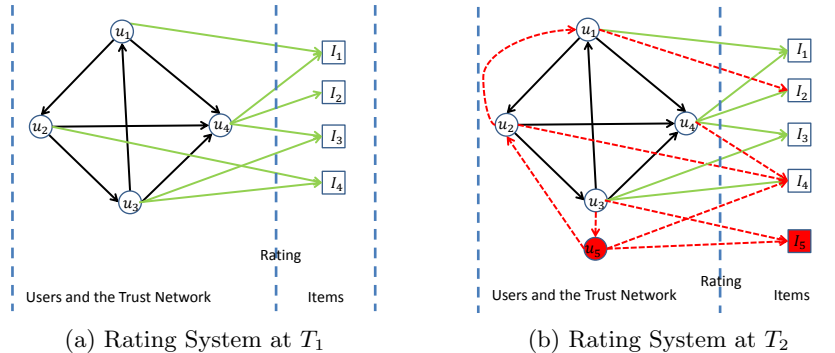 u1
I1
I2
u2
u4
I3
I4
u3
Rating
Users and the Trust Network
Items
(a) Rating System at T1
u1
I1
I2
u2
u4
I3
I4
u3
u5
I5
Rating
Users and the Trust Network
Items
(b) Rating System at T2